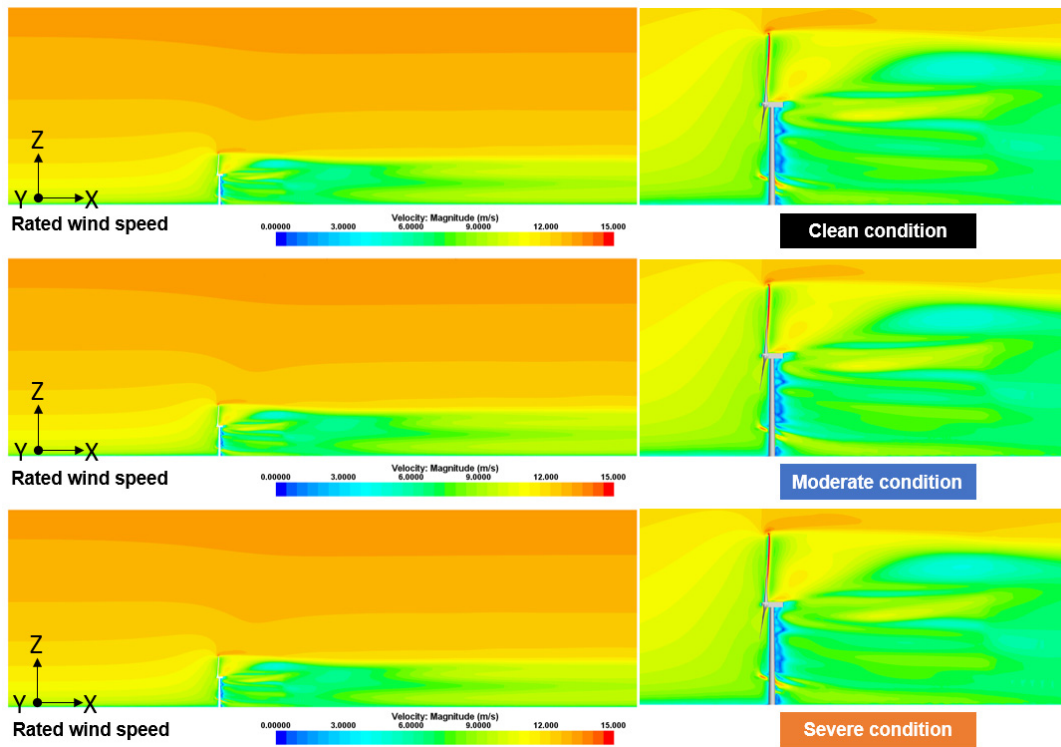 Z
Y X
Rated wind speed
Velocity: Magnitude (m/s)
0.00000 3.0000 6.0000 9.0000 12.000 15.000
Clean condition
Z
Y X
Rated wind speed
Velocity: Magnitude (m/s)
0.00000 3.0000 6.0000 9.0000 12.000 15.000
Moderate condition
Z
Y X
Rated wind speed
Velocity: Magnitude (m/s)
0.00000 3.0000 6.0000 9.0000 12.000 15.000
Severe condition